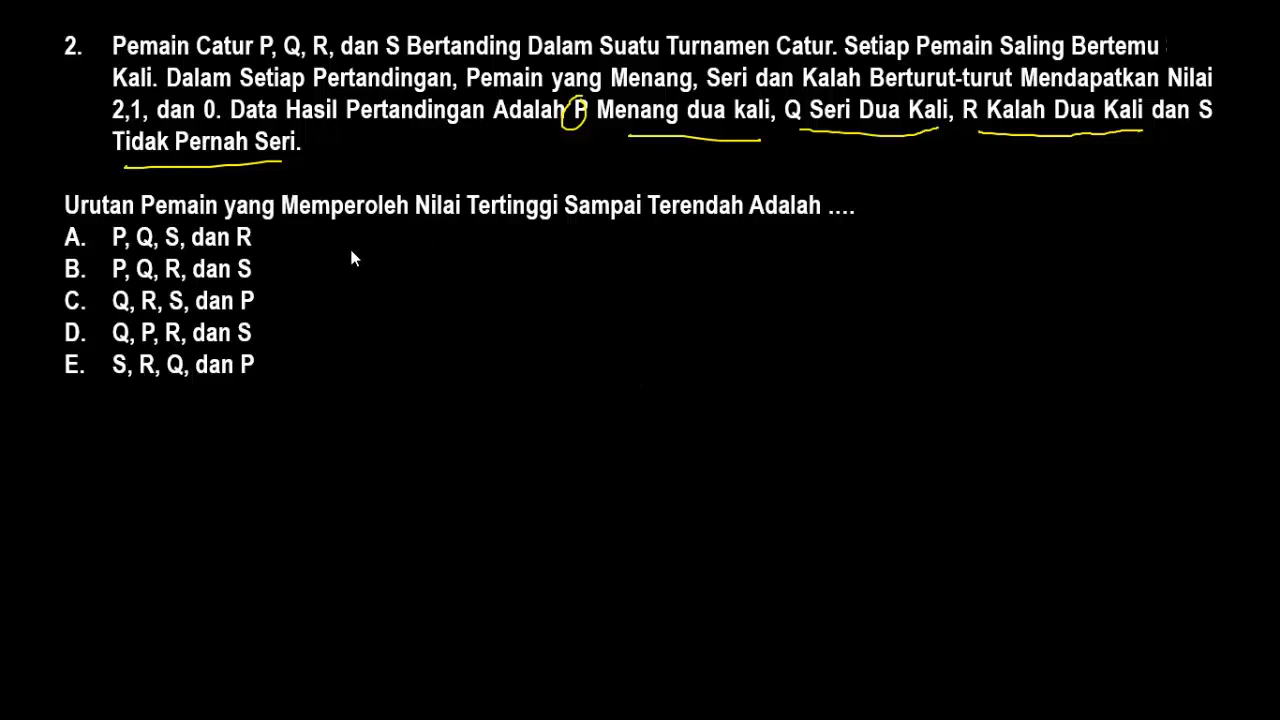 2. Pemain Catur P, Q, R, dan S Bertanding Dalam Suatu Turnamen Catur. Setiap Pemain Saling Bertemu
Kali. Dalam Setiap Pertandingan, Pemain yang Menang, Seri dan Kalah Berturut-turut Mendapatkan Nilai
2,1, dan 0. Data Hasil Pertandingan Adalah P Menang dua kali, Q Seri Dua Kali, R Kalah Dua Kali dan S
Tidak Pernah Seri.
Urutan Pemain yang Memperoleh Nilai Tertinggi Sampai Terendah Adalah ....
A. P, Q, S, dan R
B. P, Q, R, dan S
C. Q, R, S, dan P
D. Q, P, R, dan S
E. S, R, Q, dan P